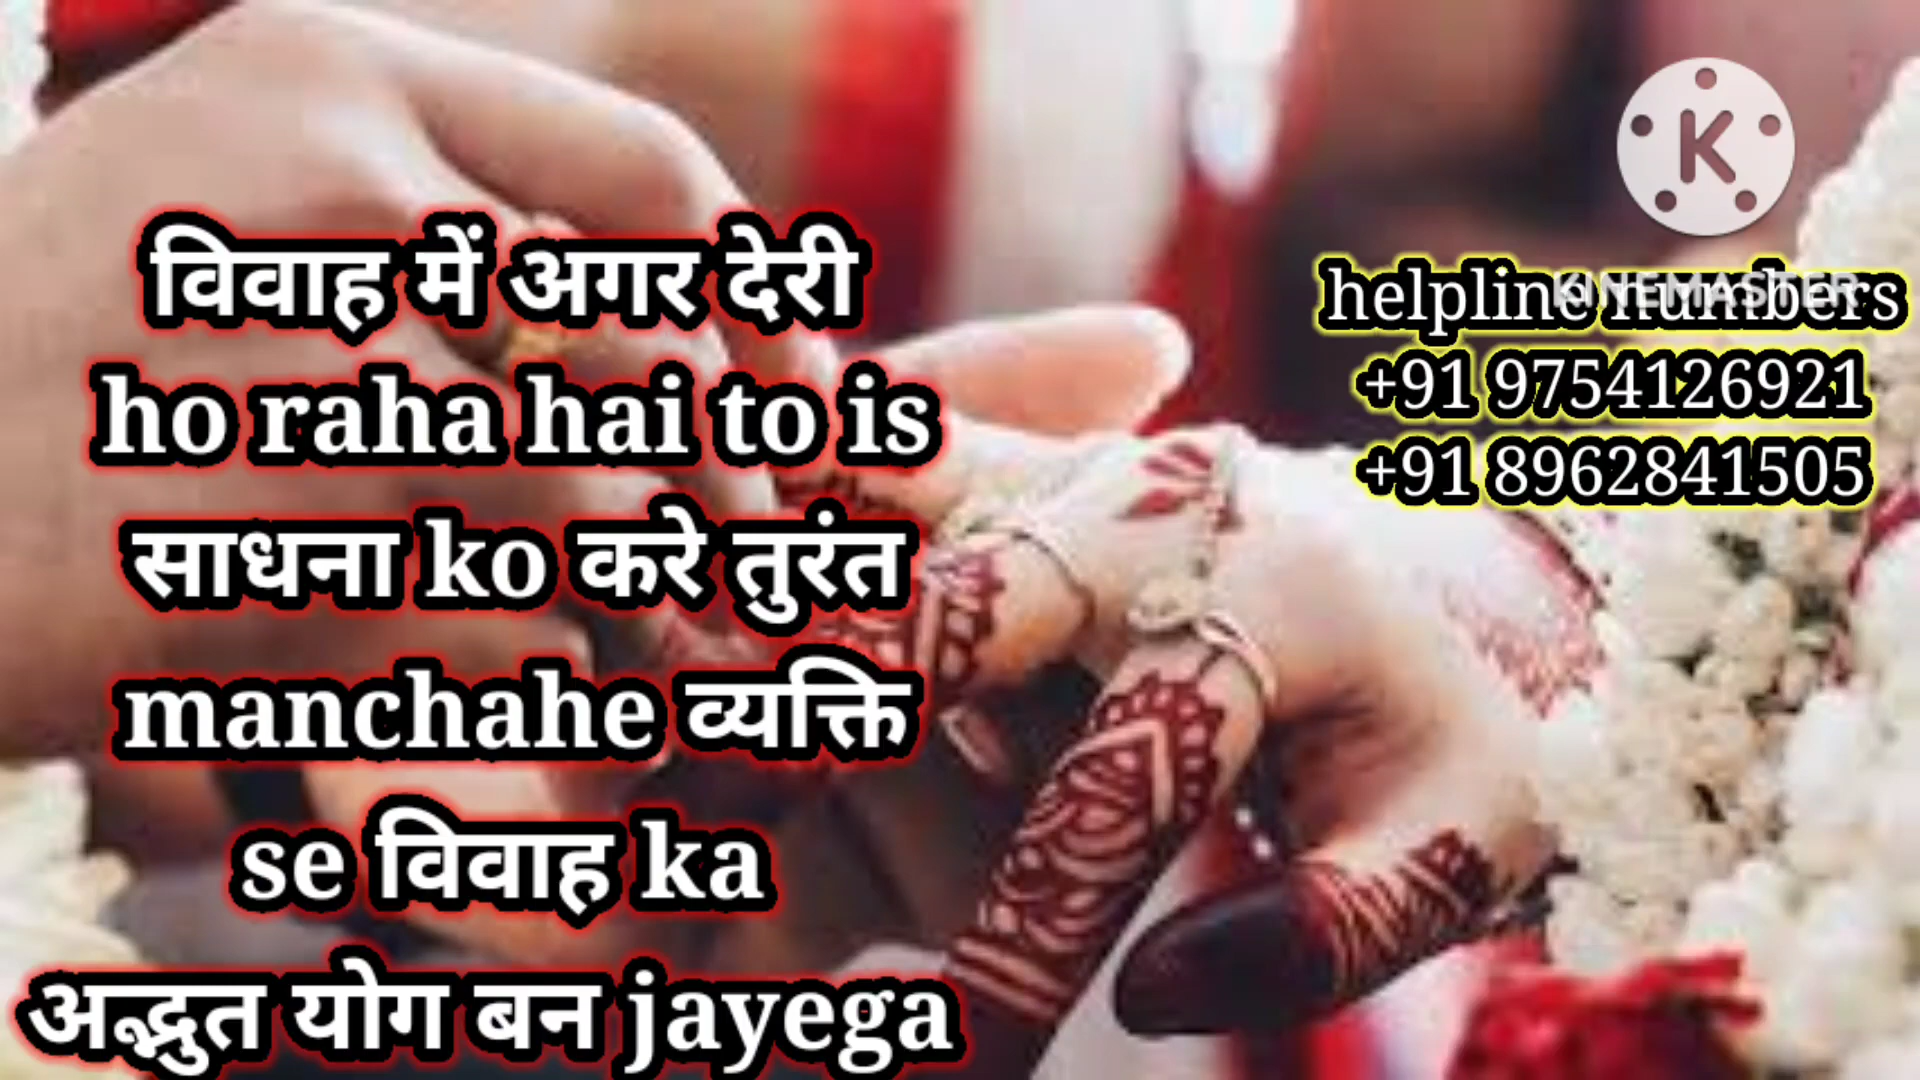 विवाह में अगर देरी
ho raha hai to is
साधना ko करे तुरंत
manchahe व्यक्ति
se विवाह ka
अद्भुत योग बन jayega
K
KINEMASTER
helpline numbers
+91 9754126921
+91 8962841505